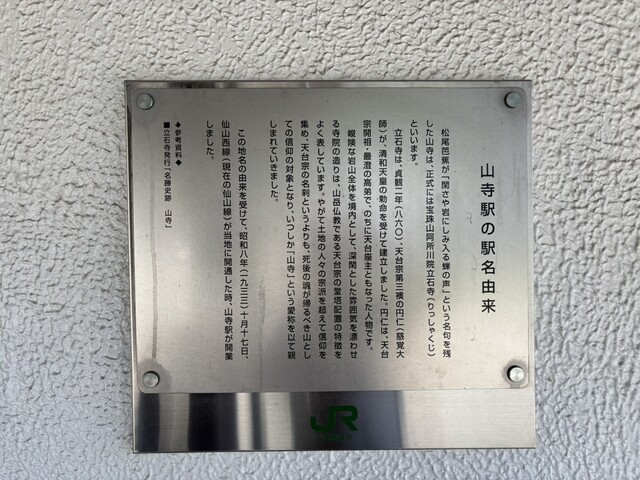 山寺駅の駅名由来
松尾芭蕉が「閑さや岩にしみ入る蝉の声」という名句を残
した山寺は、正式には宝珠山阿所川院立石寺（りっしゃくじ）
といいます。
立石寺は、貞観二年（八六〇）、天台宗第三禩の円仁（慈覚大
師）が、清和天皇の勅命を受けて建立しました。円仁は、天台
宗開祖・最澄の高弟で、のちに天台座主ともなった人物です。
峻険な岩山全体を境内として、深閑とした雰囲気を漂わせ
る寺院の造りは、山岳仏教である天台宗の堂塔配置の特徴を
よく表しています。やがて土地の人々の宗派を超えて信仰を
集め、天台宗の名刹というよりも、死後の魂が帰るべき山とし
ての信仰の対象となり、いつしか「山寺」という愛称を以て親
しまれていきました。
この地名の由来を受けて、昭和八年（一九三三）十月十七日、
仙山西線（現在の仙山線）が当地に開通した時、山寺駅が開業
しました。
◆参考資料◆
■立石寺発行「名勝史跡 山寺」
JR